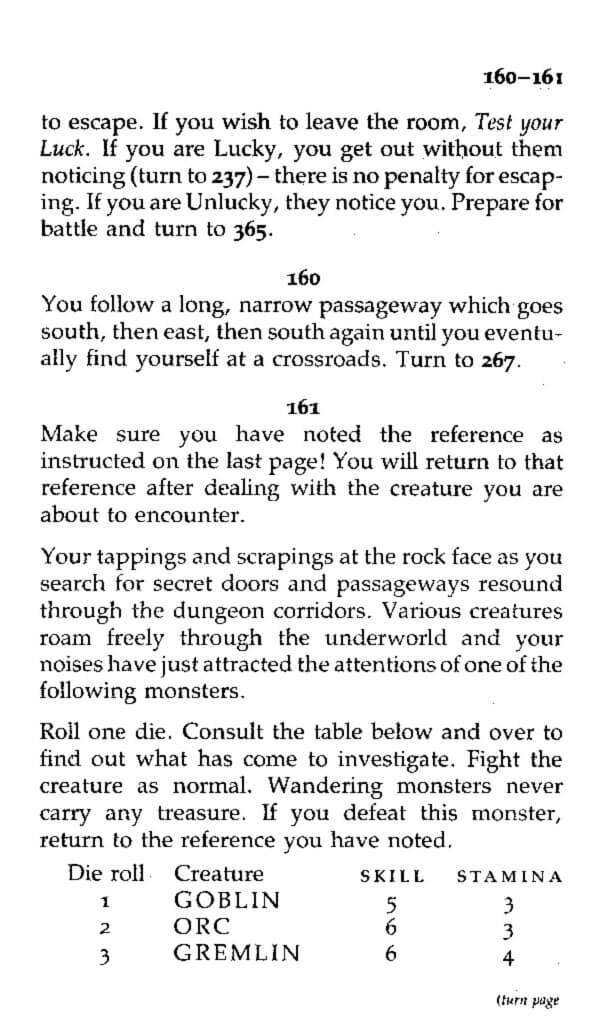 160–161
to escape. If you wish to leave the room, Test your
Luck. If you are Lucky, you get out without them
noticing (turn to 237) – there is no penalty for escap-
ing. If you are Unlucky, they notice you. Prepare for
battle and turn to 365.
160
You follow a long, narrow passageway which goes
south, then east, then south again until you eventu-
ally find yourself at a crossroads. Turn to 267.
161
Make sure you have noted the reference as
instructed on the last page! You will return to that
reference after dealing with the creature you are
about to encounter.
Your tappings and scrapings at the rock face as you
search for secret doors and passageways resound
through the dungeon corridors. Various creatures
roam freely through the underworld and your
noises have just attracted the attentions of one of the
following monsters.
Roll one die. Consult the table below and over to
find out what has come to investigate. Fight the
creature as normal. Wandering monsters never
carry any treasure. If you defeat this monster,
return to the reference you have noted.
Die roll Creature SKILL STAMINA
1 GOBLIN 5 3
2 ORC 6 3
3 GREMLIN 6 4
(turn page